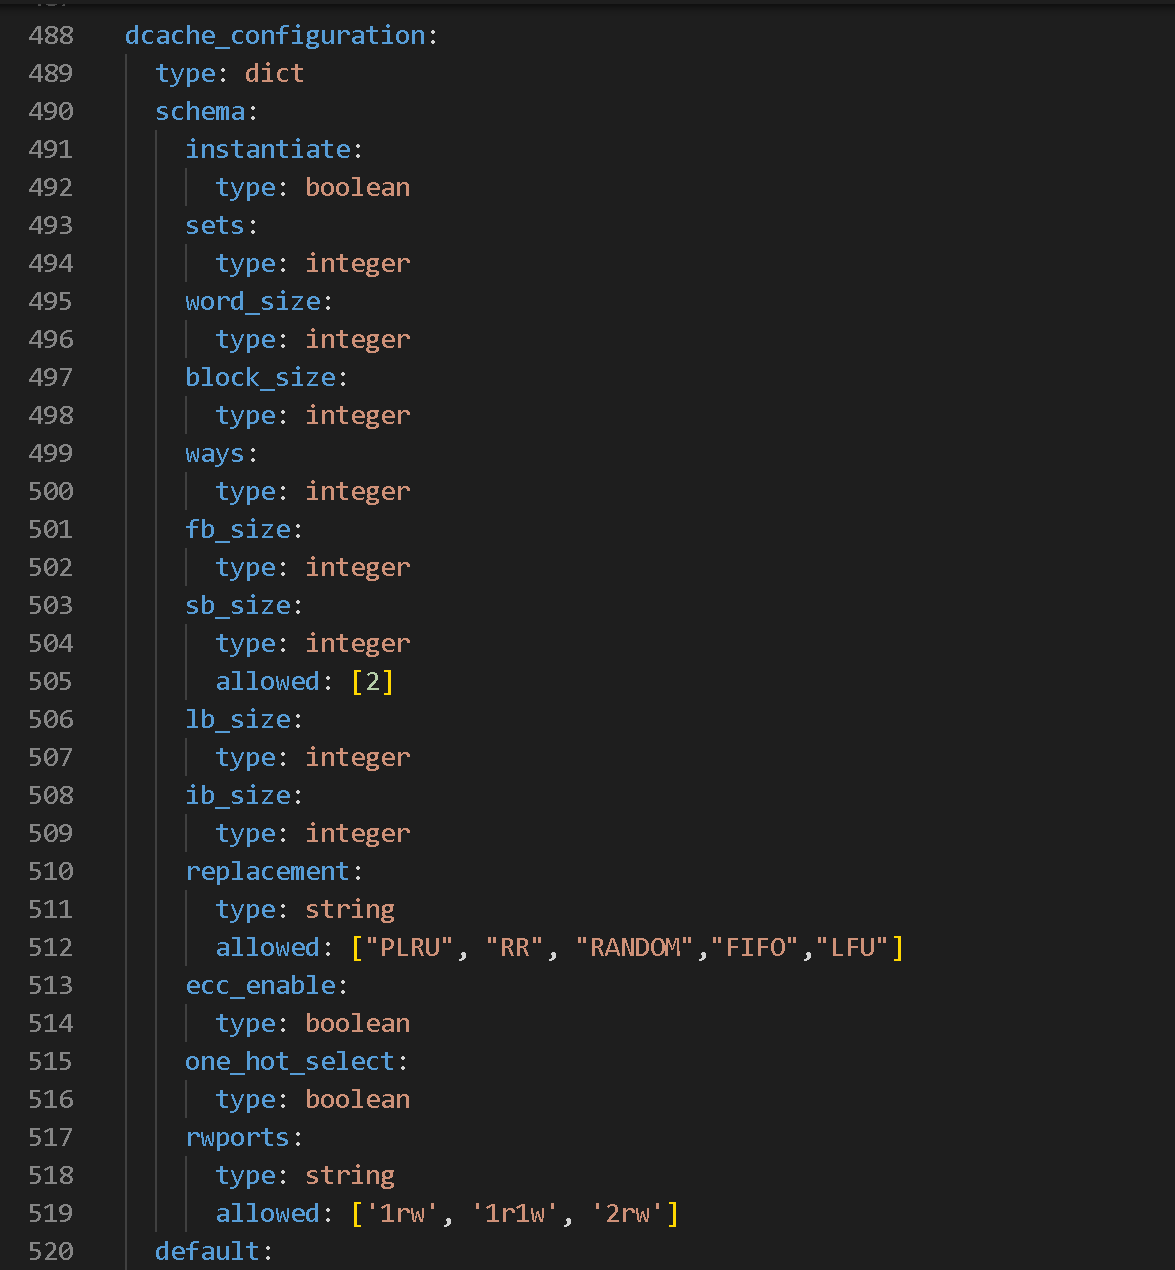 488 dcache_configuration:
489 type: dict
490 schema:
491 instantiate:
492 type: boolean
493 sets:
494 type: integer
495 word_size:
496 type: integer
497 block_size:
498 type: integer
499 ways:
500 type: integer
501 fb_size:
502 type: integer
503 sb_size:
504 type: integer
505 allowed: [2]
506 lb_size:
507 type: integer
508 ib_size:
509 type: integer
510 replacement:
511 type: string
512 allowed: ["PLRU", "RR", "RANDOM","FIFO","LFU"]
513 ecc_enable:
514 type: boolean
515 one_hot_select:
516 type: boolean
517 rwports:
518 type: string
519 allowed: ['1rw', '1r1w', '2rw']
520 default: